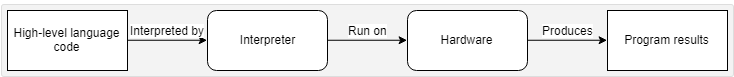 High-level language
code
Interpreted by
Interpreter
Run on
Hardware
Produces
Program results